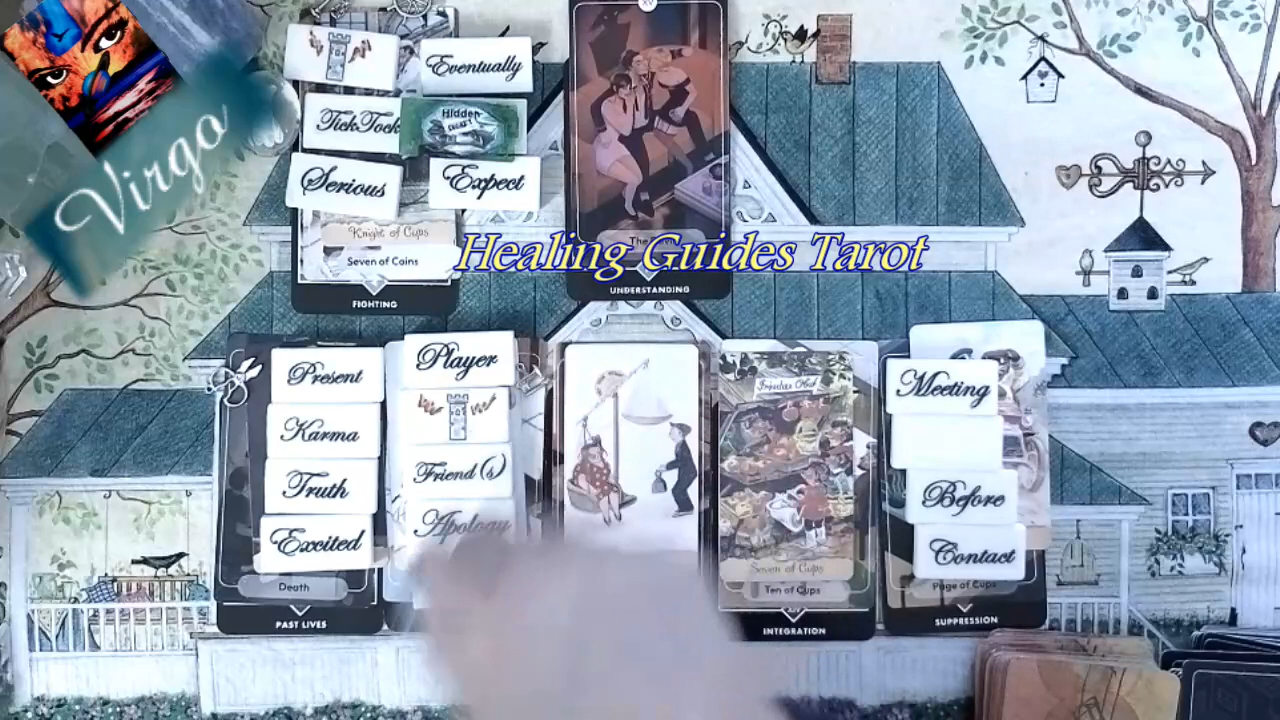 Virgo
Eventually
TickTock
Hidden
Serious
Expect
Knight of Cups
Seven of Coins
FIGHTING
The
UNDERSTANDING
Healing Guides Tarot
Present
Karma
Truth
Excited
Death
PAST LIVES
Player
Friend(s)
Apology
Seven of Cups
Ten of Cups
INTEGRATION
Meeting
Before
Contact
Page of Cups
SUPPRESSION